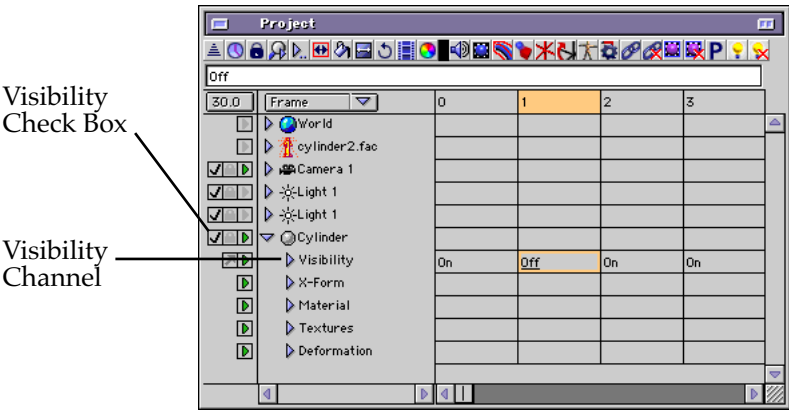 Project
P
Off
30.0 Frame 0 1 2 3
World
cylinder2.fac
Camera 1
Light 1
Light 1
Cylinder
Visibility On Off On On
X-Form
Material
Textures
Deformation
Visibility
Check Box
Visibility
Channel